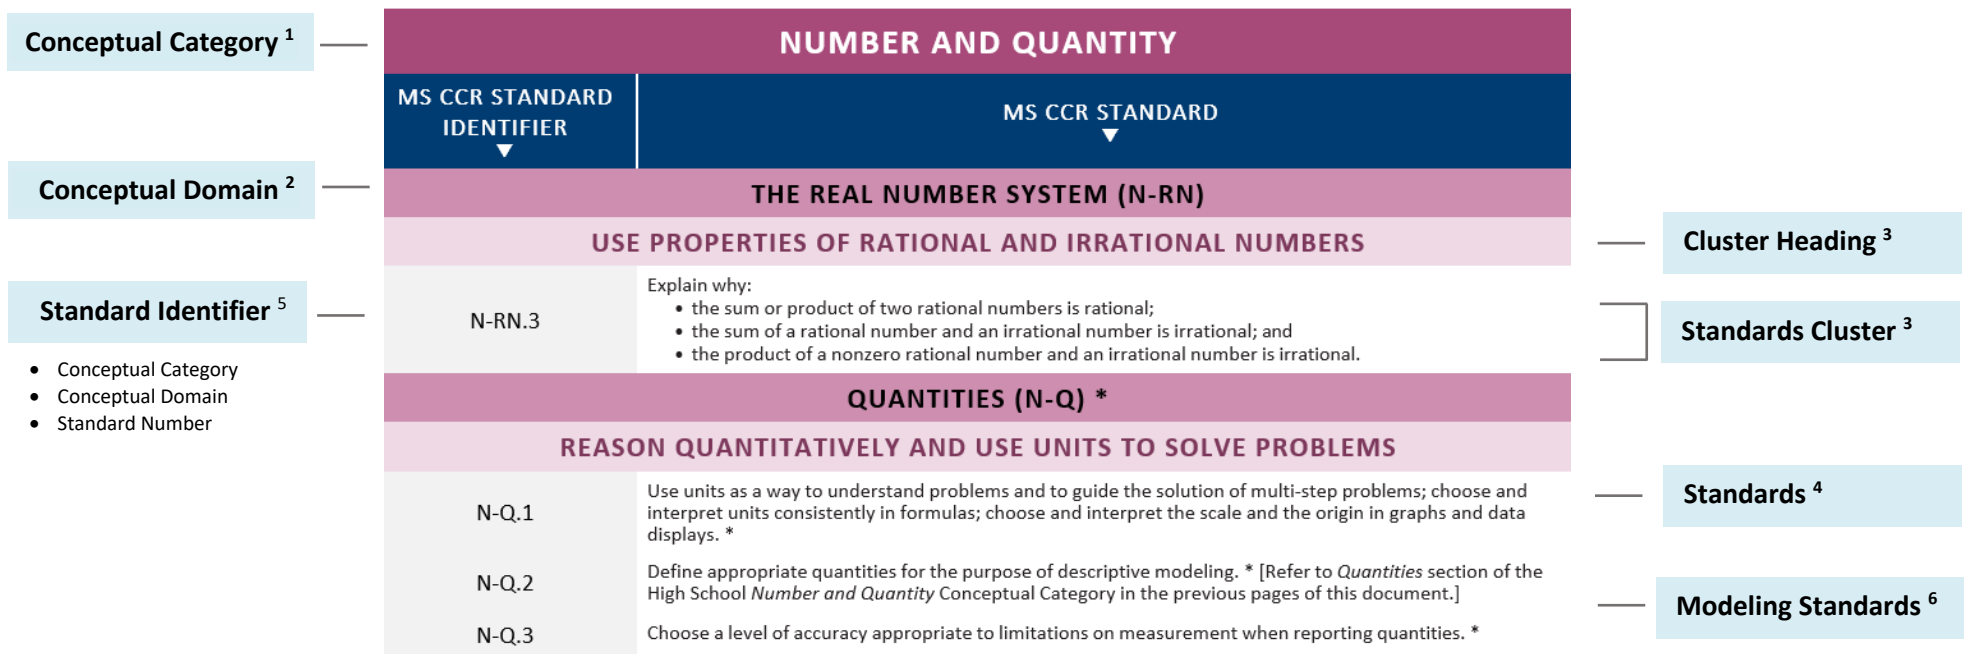 Conceptual Category 1
NUMBER AND QUANTITY
MS CCR STANDARD
IDENTIFIER
▼
MS CCR STANDARD
▼
Conceptual Domain 2
THE REAL NUMBER SYSTEM (N-RN)
USE PROPERTIES OF RATIONAL AND IRRATIONAL NUMBERS
Cluster Heading 3
Standard Identifier 5
• Conceptual Category
• Conceptual Domain
• Standard Number
N-RN.3
Explain why:
• the sum or product of two rational numbers is rational;
• the sum of a rational number and an irrational number is irrational; and
• the product of a nonzero rational number and an irrational number is irrational.
Standards Cluster 3
QUANTITIES (N-Q) *
REASON QUANTITATIVELY AND USE UNITS TO SOLVE PROBLEMS
N-Q.1
Use units as a way to understand problems and to guide the solution of multi-step problems; choose and
interpret units consistently in formulas; choose and interpret the scale and the origin in graphs and data
displays. *
Standards 4
N-Q.2
Define appropriate quantities for the purpose of descriptive modeling. * [Refer to Quantities section of the
High School Number and Quantity Conceptual Category in the previous pages of this document.]
Modeling Standards 6
N-Q.3
Choose a level of accuracy appropriate to limitations on measurement when reporting quantities. *